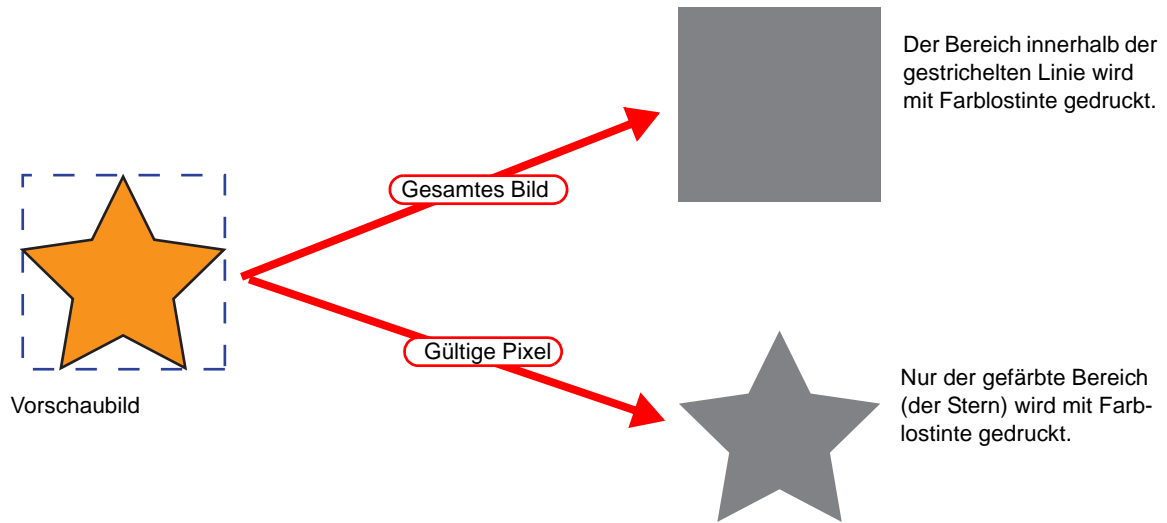 Der Bereich innerhalb der
gestrichelten Linie wird
mit Farblostinte gedruckt.
Gesamtes Bild
Gültige Pixel
Vorschaubild
Nur der gefärbte Bereich
(der Stern) wird mit Farb-
lostinte gedruckt.